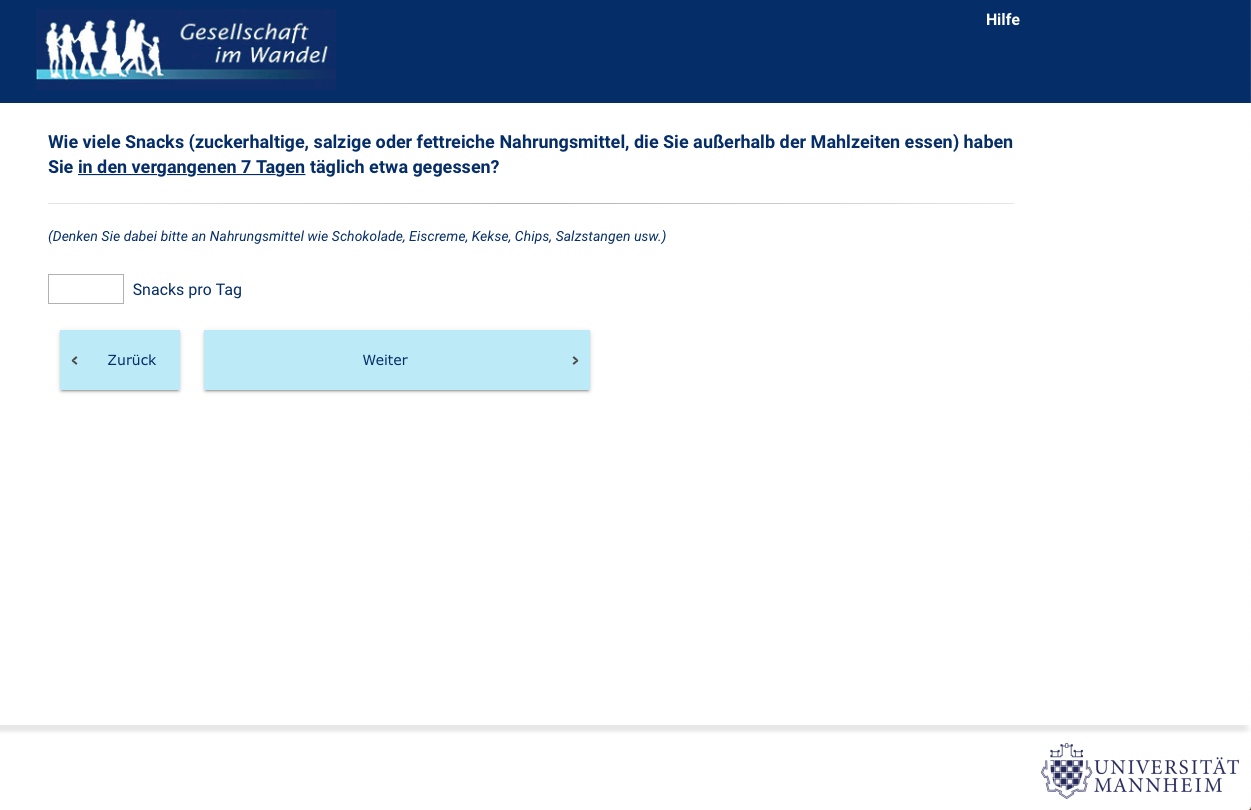 Gesellschaft
im Wandel
Hilfe
Wie viele Snacks (zuckerhaltige, salzige oder fettreiche Nahrungsmittel, die Sie außerhalb der Mahlzeiten essen) haben
Sie in den vergangenen 7 Tagen täglich etwa gegessen?
(Denken Sie dabei bitte an Nahrungsmittel wie Schokolade, Eiscreme, Kekse, Chips, Salzstangen usw.)
Snacks pro Tag
< Zurück
Weiter >
UNIVERSITÄT
MANNHEIM